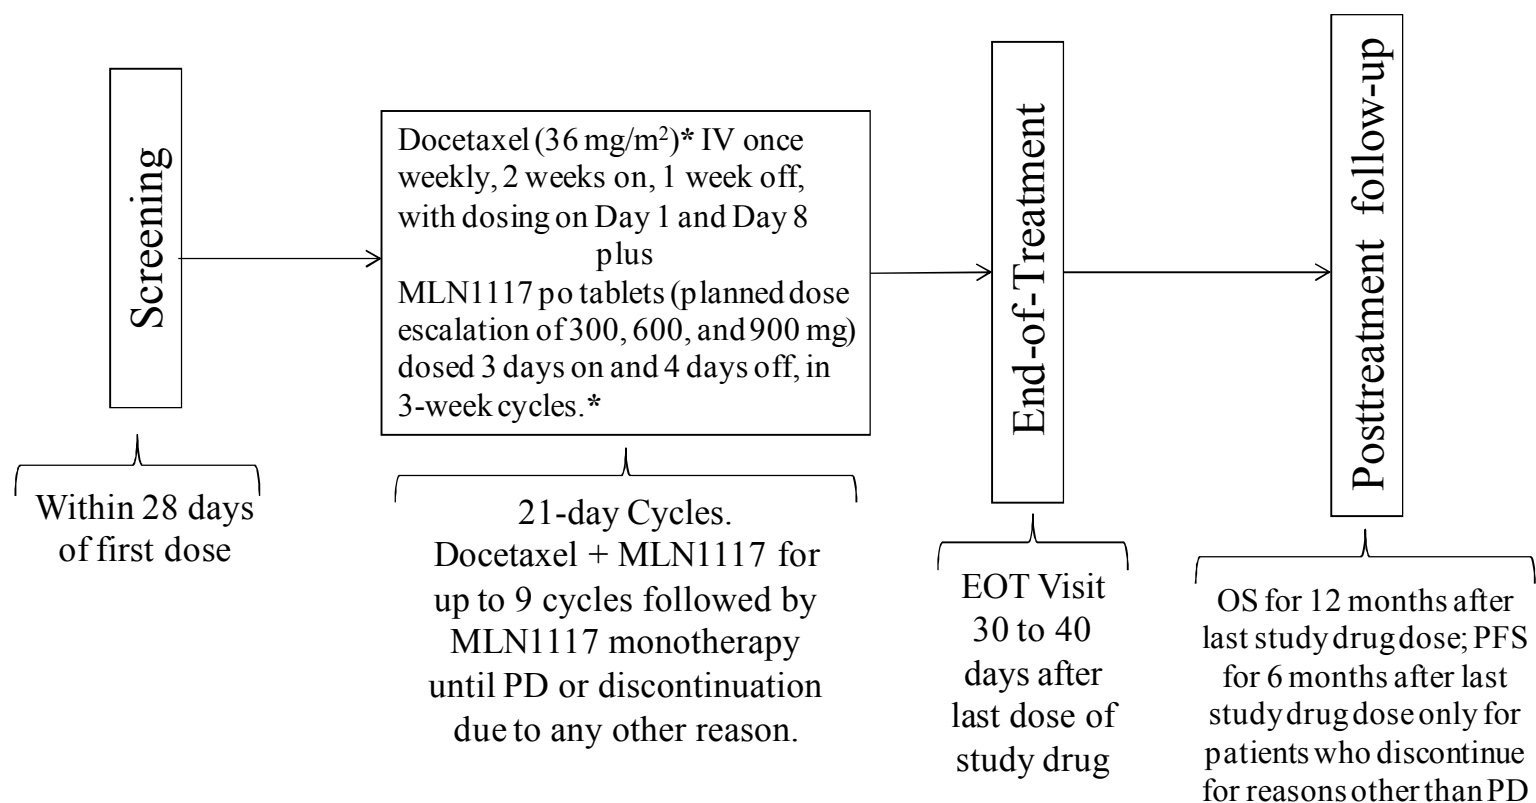 Screening
Within 28 days
of first dose
Docetaxel (36 mg/m²)* IV once
weekly, 2 weeks on, 1 week off,
with dosing on Day 1 and Day 8
plus
MLN1117 po tablets (planned dose
escalation of 300, 600, and 900 mg)
dosed 3 days on and 4 days off, in
3-week cycles.*
21-day Cycles.
Docetaxel + MLN1117 for
up to 9 cycles followed by
MLN1117 monotherapy
until PD or discontinuation
due to any other reason.
End-of-Treatment
EOT Visit
30 to 40
days after
last dose of
study drug
Posttreatment follow-up
OS for 12 months after
last study drug dose; PFS
for 6 months after last
study drug dose only for
patients who discontinue
for reasons other than PD